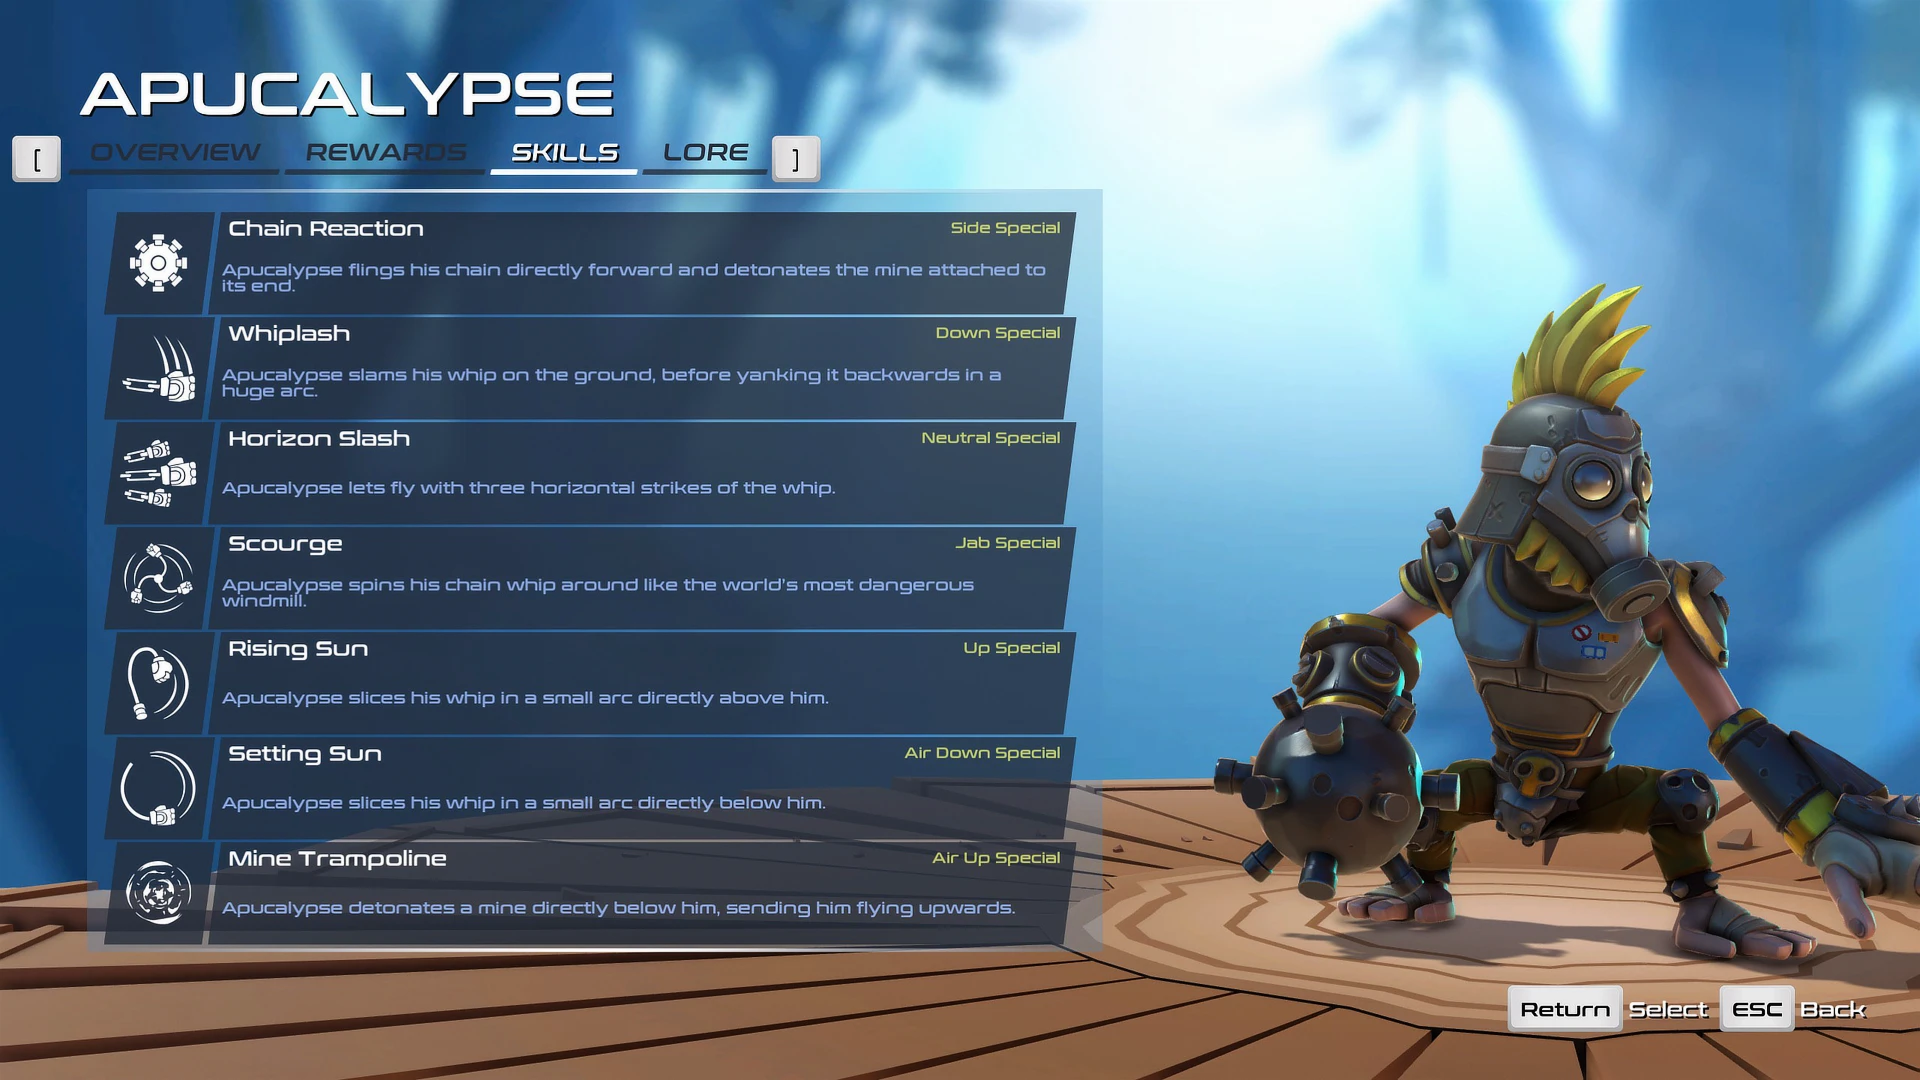 APUCALYPSE
[ OVERVIEW REWARDS SKILLS LORE ]
Chain Reaction Side Special
Apucalypse flings his chain directly forward and detonates the mine attached to
its end.
Whiplash Down Special
Apucalypse slams his whip on the ground, before yanking it backwards in a
huge arc.
Horizon Slash Neutral Special
Apucalypse lets fly with three horizontal strikes of the whip.
Scourge Jab Special
Apucalypse spins his chain whip around like the world's most dangerous
windmill.
Rising Sun Up Special
Apucalypse slices his whip in a small arc directly above him.
Setting Sun Air Down Special
Apucalypse slices his whip in a small arc directly below him.
Mine Trampoline Air Up Special
Apucalypse detonates a mine directly below him, sending him flying upwards.
Return Select ESC Back